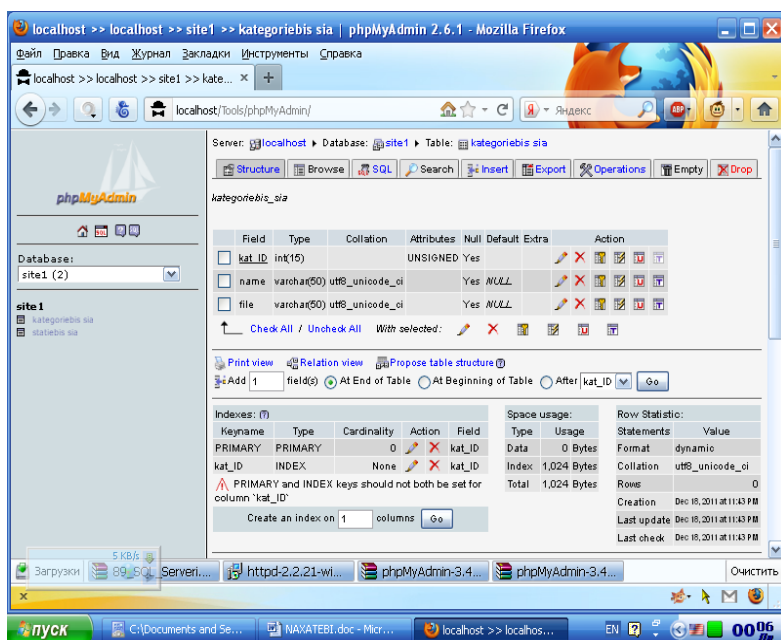 localhost >> localhost >> site1 >> kategoriebis sia | phpMyAdmin 2.6.1 - Mozilla Firefox
Файл Правка Вид Журнал Закладки Инструменты Справка
localhost >> localhost >> site1 >> kate... × +
localhost/Tools/phpMyAdmin/ Я Яндекс ABP
Server: localhost Database: site1 Table: kategoriebis sia
Structure Browse SQL Search Insert Export Operations Empty Drop
phpMyAdmin
kategoriebis_sia
Field Type Collation Attributes Null Default Extra Action
Database:
kat_ID int(15) UNSIGNED Yes
site1 (2)
name varchar(50) utf8_unicode_ci Yes NULL
file varchar(50) utf8_unicode_ci Yes NULL
site1
kategoriebis sia
statiebis sia
Check All / Uncheck All With selected:
Print view Relation view Propose table structure
Add 1 field(s) At End of Table At Beginning of Table After kat_ID Go
Indexes: (?)
Keyname Type Cardinality Action Field
PRIMARY PRIMARY 0 kat_ID
kat_ID INDEX None kat_ID
PRIMARY and INDEX keys should not both be set for
column `kat_ID`
Create an index on 1 columns Go
Space usage:
Type Usage
Data 0 Bytes
Index 1,024 Bytes
Total 1,024 Bytes
Row Statistic:
Statements Value
Format dynamic
Collation utf8_unicode_ci
Rows 0
Creation Dec 18, 2011 at 11:43 PM
Last update Dec 18, 2011 at 11:43 PM
Last check Dec 18, 2011 at 11:43 PM
5 KB/s
Загрузки 89_SQL_Serveri.... httpd-2.2.21-wi... phpMyAdmin-3.4... phpMyAdmin-3.4... Очистить
×
пуск C:\Documents and Se... NAXATEBI.doc - Micr... localhost >> localhos... EN 00 06